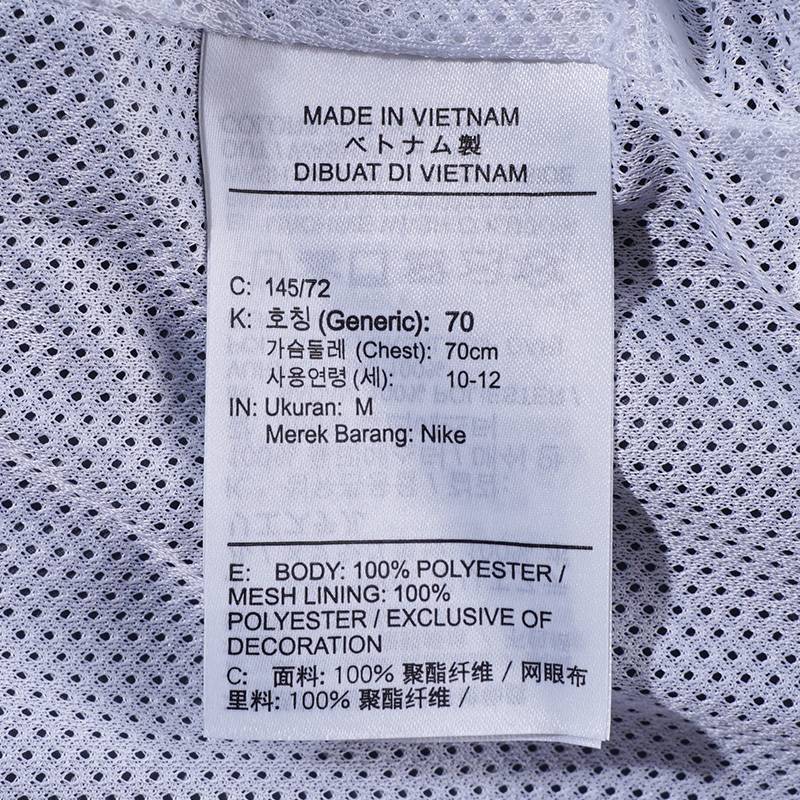 MADE IN VIETNAM
ベトナム製
DIBUAT DI VIETNAM
C: 145/72
K: 호칭 (Generic): 70
가슴둘레 (Chest): 70cm
사용연령 (세): 10-12
IN: Ukuran: M
Merek Barang: Nike
E: BODY: 100% POLYESTER /
MESH LINING: 100%
POLYESTER / EXCLUSIVE OF
DECORATION
C: 面料: 100% 聚酯纤维 / 网眼布
里料: 100% 聚酯纤维 /